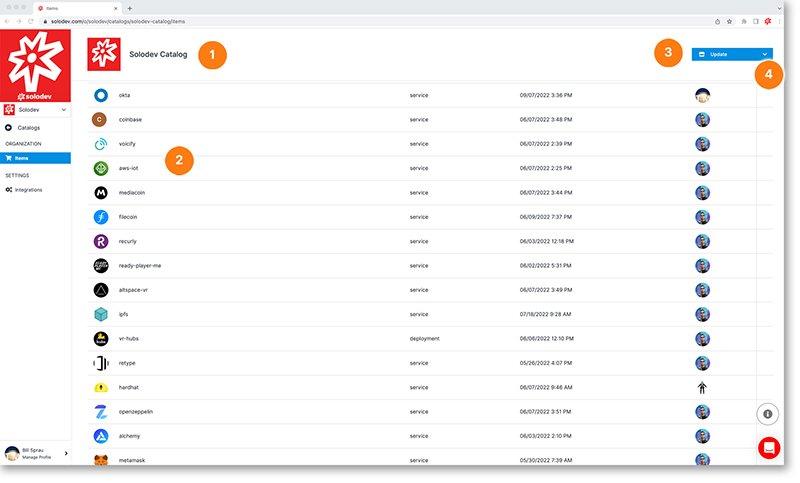 Items
solodev.com/o/solodev/catalogs/solodev-catalog/items
solodev
Solodev
Catalogs
ORGANIZATION
Items
SETTINGS
Integrations
Bill Sprau
Manage Profile
Solodev Catalog
1
3
Update
4
2
okta service 09/07/2022 3:36 PM
C coinbase service 06/07/2022 3:48 PM
voicify service 06/07/2022 2:39 PM
aws-iot service 06/07/2022 2:25 PM
M mediacoin service 06/07/2022 3:44 PM
filecoin service 06/09/2022 7:37 PM
R recurly service 06/03/2022 12:18 PM
READY PLAYER ME ready-player-me service 06/02/2022 5:31 PM
altspace-vr service 06/07/2022 3:49 PM
ipfs service 07/18/2022 9:28 AM
hubs vr-hubs deployment 06/06/2022 12:10 PM
retype service 05/26/2022 4:07 PM
hardhat service 06/07/2022 9:46 AM
openzeppelin service 06/07/2022 3:51 PM
alchemy service 06/03/2022 2:10 PM
metamask service 05/30/2022 7:39 AM